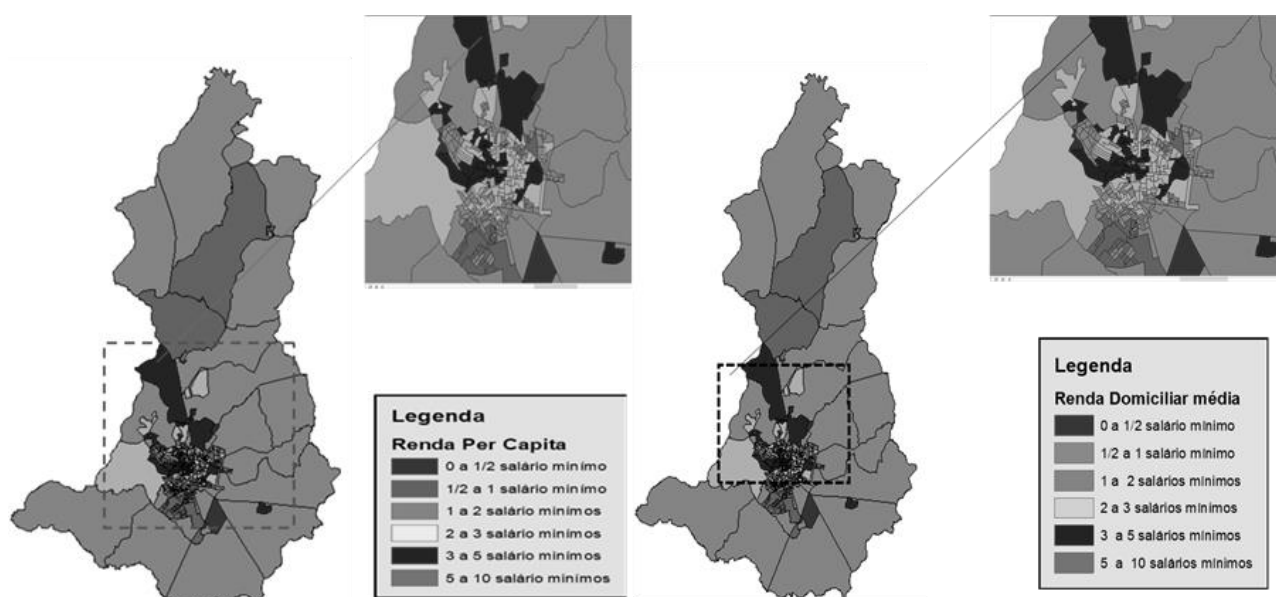 Legenda
Renda Per Capita
0 a 1/2 salário mínimo
1/2 a 1 salário mínimo
1 a 2 salários mínimos
2 a 3 salário mínimos
3 a 5 salário mínimos
5 a 10 salário mínimos
Legenda
Renda Domiciliar média
0 a 1/2 salário mínimo
1/2 a 1 salário mínimo
1 a 2 salários mínimos
2 a 3 salários mínimos
3 a 5 salários mínimos
5 a 10 salários mínimos